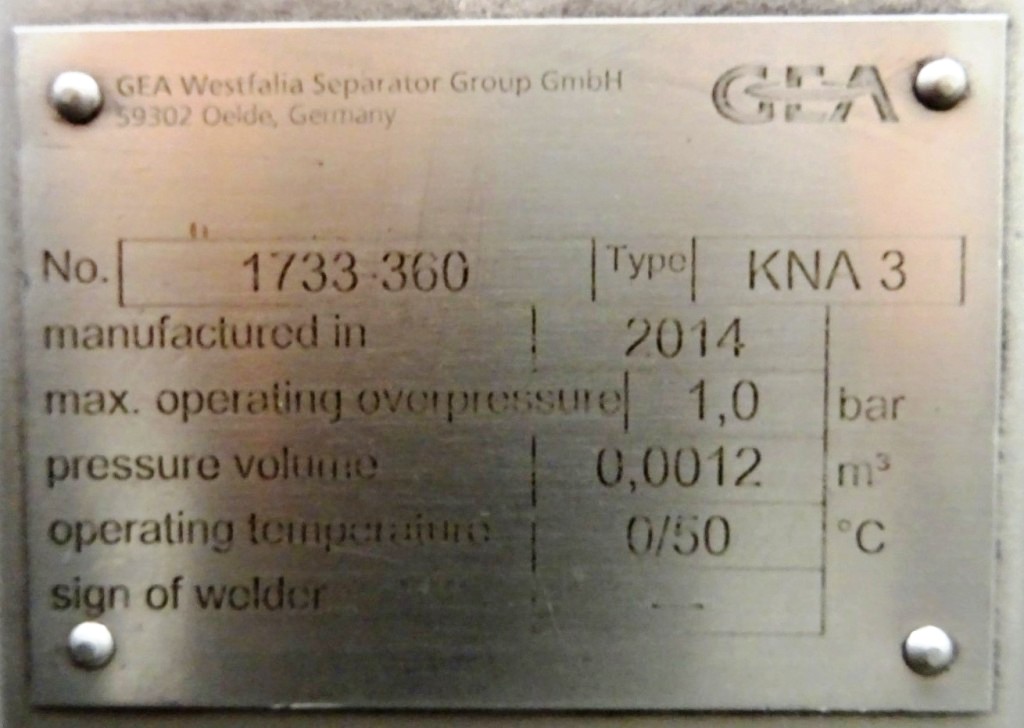 GEA Westfalia Separator Group GmbH
59302 Oelde, Germany
GEA
No. 1733-360 Type KNA 3
manufactured in 2014
max. operating overpressure 1,0 bar
pressure volume 0,0012 m³
operating temperature 0/50 °C
sign of welder —